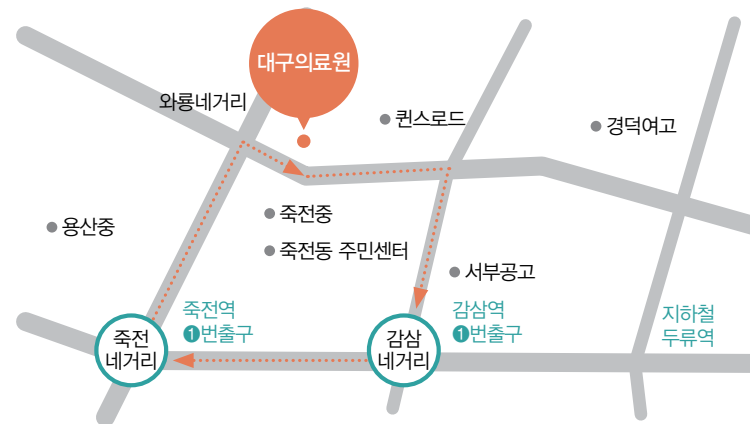 대구의료원
와룡네거리
퀸스로드
경덕여고
죽전중
용산중
죽전동 주민센터
서부공고
죽전역
❶번출구
감삼역
❶번출구
지하철
두류역
죽전
네거리
감삼
네거리